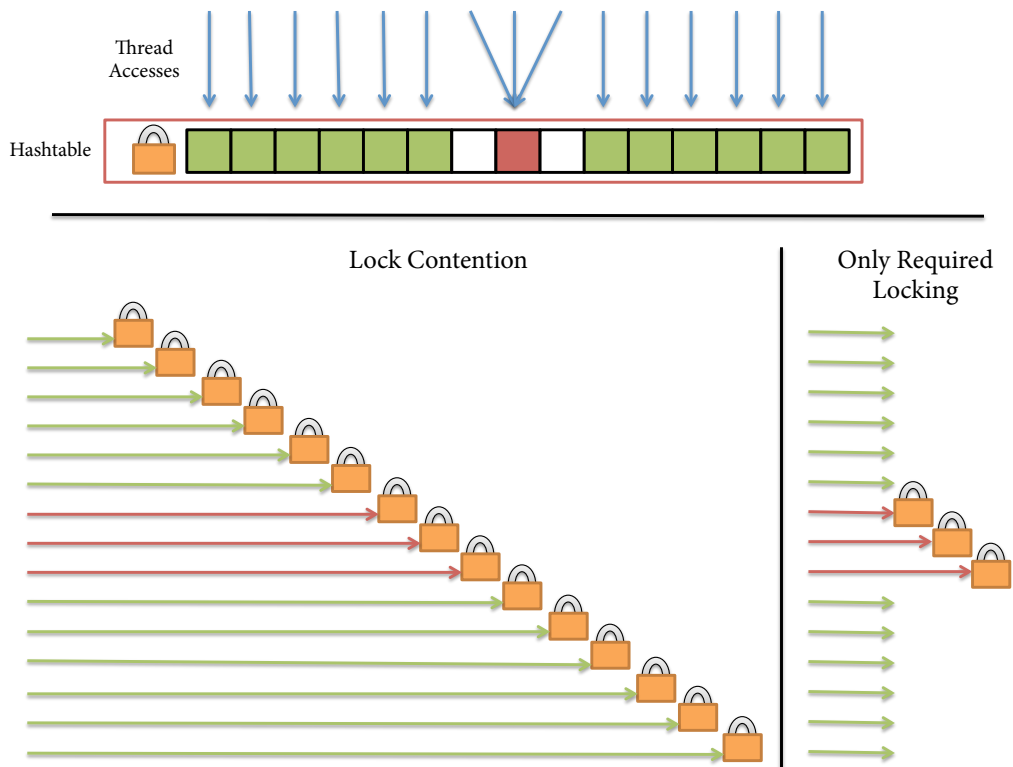 Thread
Accesses
Hashtable
Lock Contention
Only Required
Locking